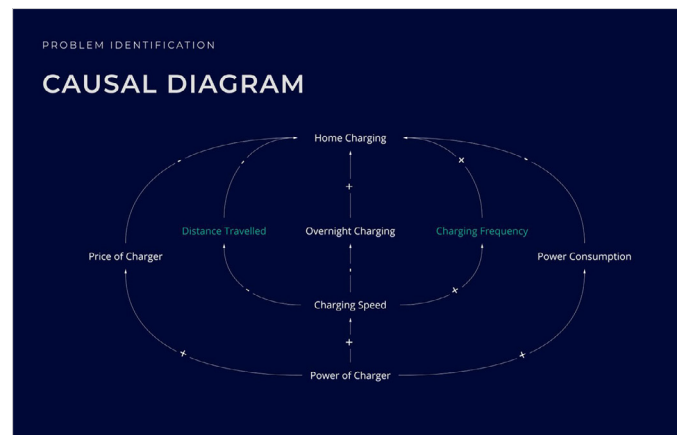 PROBLEM IDENTIFICATION
CAUSAL DIAGRAM
Home Charging
-
-
+
-
+
Distance Travelled
Overnight Charging
Charging Frequency
Price of Charger
Power Consumption
-
-
+
Charging Speed
+
+
+
Power of Charger